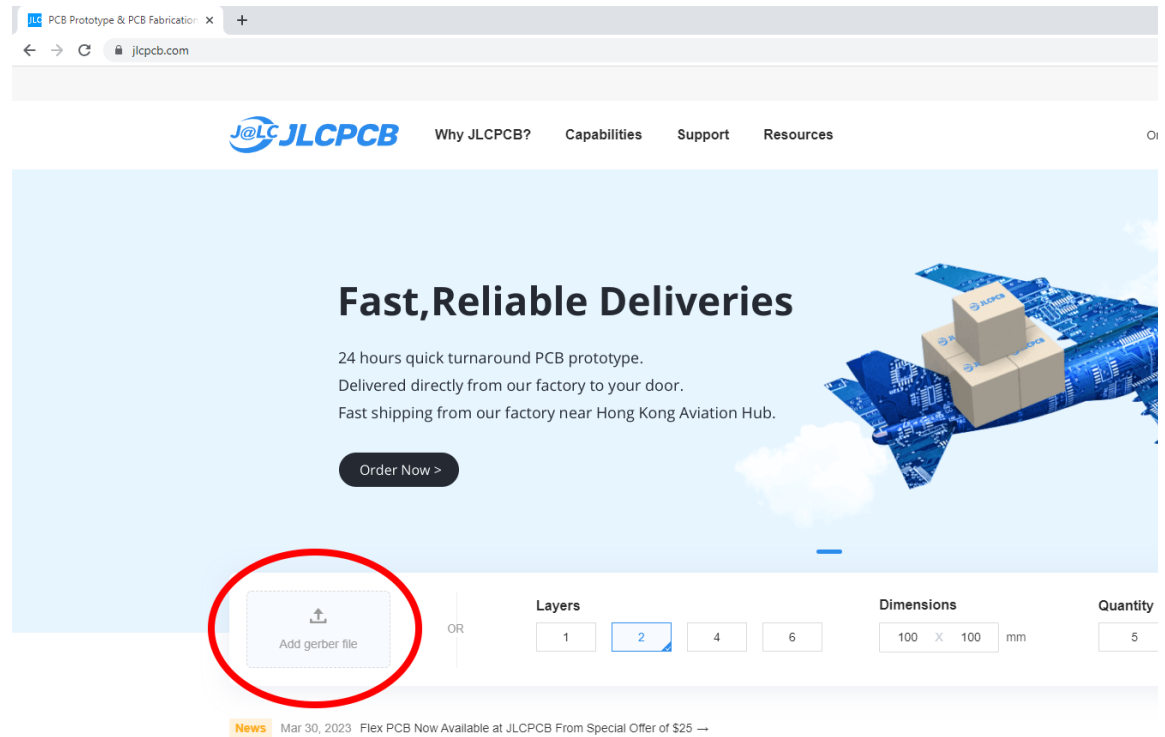 PCB Prototype & PCB Fabrication
jlcpcb.com
J@LC JLCPCB
Why JLCPCB?
Capabilities
Support
Resources
Fast,Reliable Deliveries
24 hours quick turnaround PCB prototype.
Delivered directly from our factory to your door.
Fast shipping from our factory near Hong Kong Aviation Hub.
Order Now >
Add gerber file
OR
Layers
1 2 4 6
Dimensions
100 X 100 mm
Quantity
5
News Mar 30, 2023 Flex PCB Now Available at JLCPCB From Special Offer of $25 →